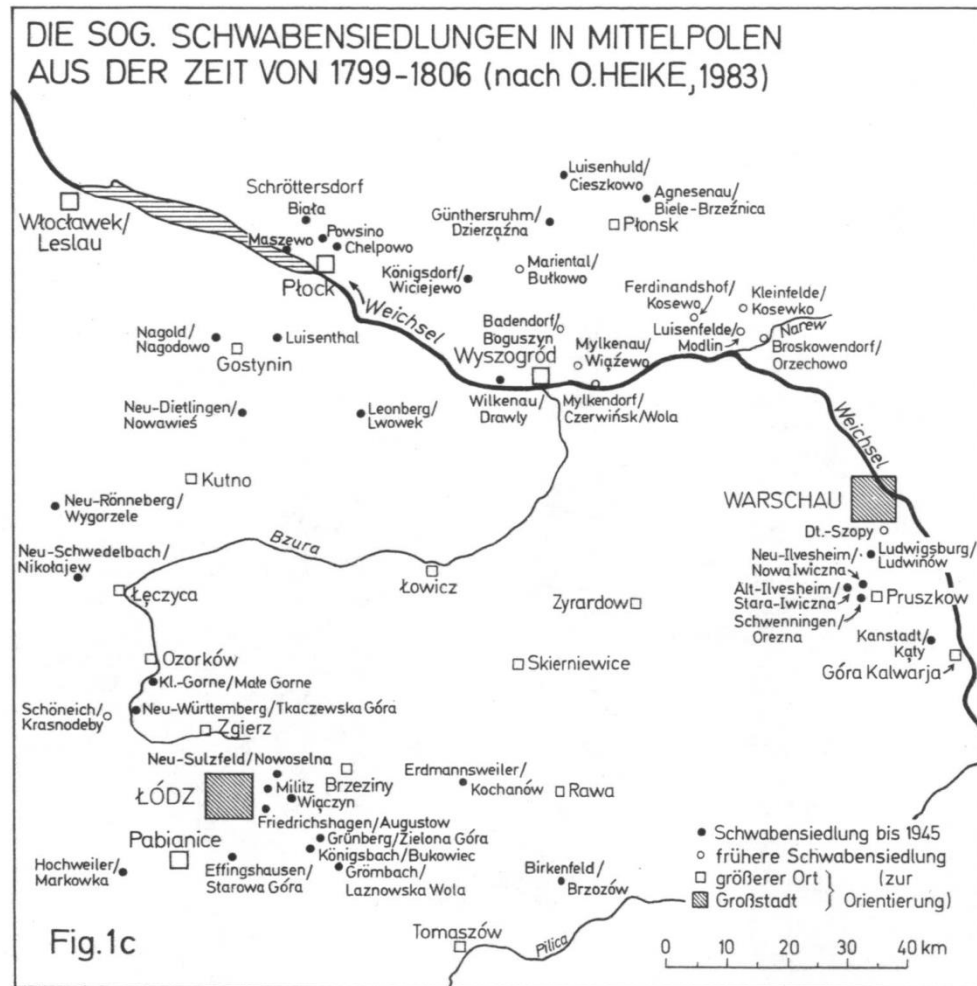 DIE SOG. SCHWABENSIEDLUNGEN IN MITTELPOLEN
AUS DER ZEIT VON 1799-1806 (nach O.HEIKE, 1983)
Włocławek/
Leslau
Schröttersdorf
Biała
Powsino
Maszewo
Chelpowo
Płock
Luisenhuld/
Cieszkowo
Agnesenau/
Biele-Brzeźnica
Günthersruhm/
Dzierzązna
Płonsk
Königsdorf/
Wiciejewo
Mariental/
Bułkowo
Ferdinandshof/
Kosewo
Kleinfelde/
Kosewko
Weichsel
Nagold/
Nagodowo
Luisenthal
Gostynin
Badendorf/
Boguszyn
Wyszogród
Mylkenau/
Wiązewo
Luisenfelde/
Modlin
Narew
Broskowendorf/
Orzechowo
Neu-Dietlingen/
Nowawieś
Leonberg/
Lwowek
Wilkenau/
Drawly
Mylkendorf/
Czerwińsk/Wola
Weichsel
Kutno
Neu-Rönneberg/
Wygorzele
WARSCHAU
Dt.-Szopy
Bzura
Neu-Schwedelbach/
Nikołajew
Łęczyca
Łowicz
Neu-Ilvesheim/
Nowa Iwiczna
Ludwigsburg/
Ludwinów
Alt-Ilvesheim/
Stara-Iwiczna
Pruszkow
Schwenningen/
Orezna
Zyrardow
Kanstadt/
Kąty
Góra Kalwarja
Ozorków
Skierniewice
Kl.-Gorne/Małe Gorne
Schöneich/
Krasnodeby
Neu-Württemberg/Tkaczewska Góra
Zgierz
Neu-Sulzfeld/Nowoselna
ŁÓDZ
Militz
Wiączyn
Brzeziny
Erdmannsweiler/
Kochanów
Rawa
Friedrichshagen/Augustow
Grünberg/Zielona Góra
Pabianice
Königsbach/Bukowiec
Hochweiler/
Markowka
Effingshausen/
Starowa Góra
Grömbach/
Laznowska Wola
Birkenfeld/
Brzozów
Tomaszów
Pilica
Schwabensiedlung bis 1945
frühere Schwabensiedlung
größerer Ort (zur
Großstadt Orientierung)
0 10 20 30 40 km
Fig.1c